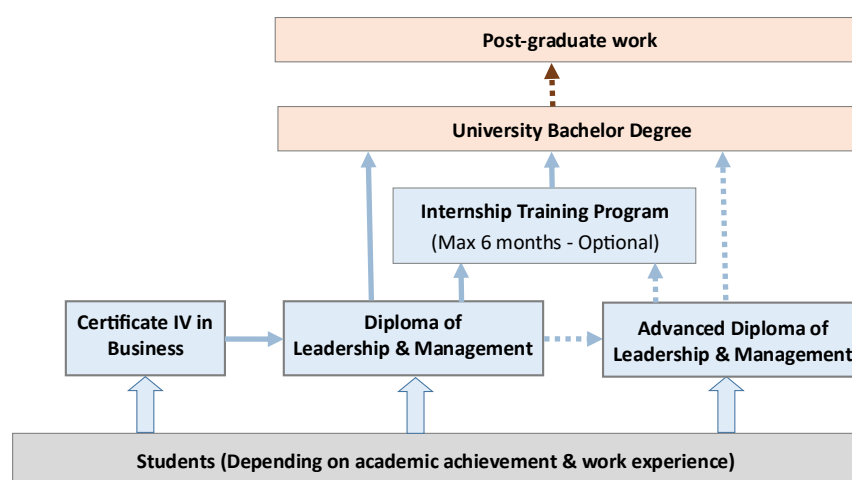 Post-graduate work
University Bachelor Degree
Internship Training Program
(Max 6 months - Optional)
Certificate IV in
Business
Diploma of
Leadership & Management
Advanced Diploma of
Leadership & Management
Students (Depending on academic achievement & work experience)